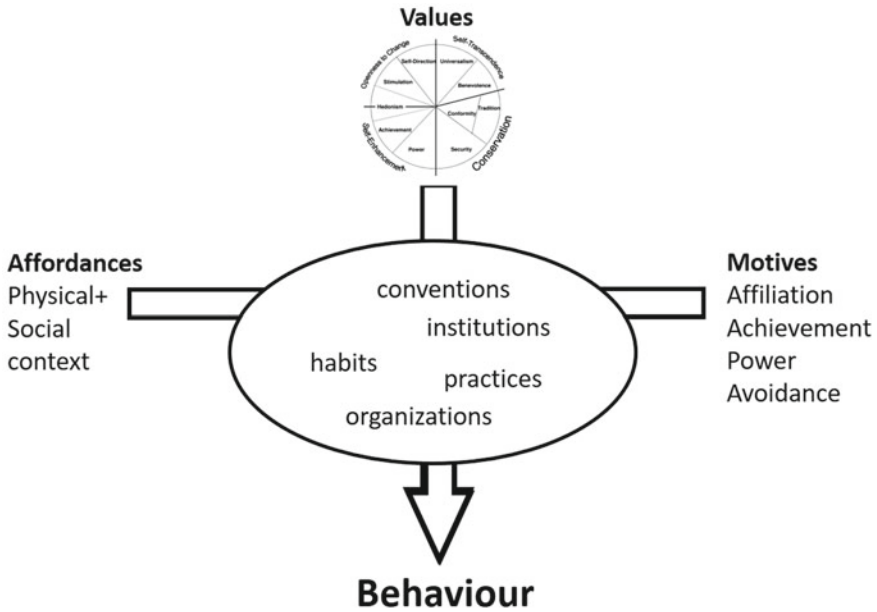 Values
Openness to Change
Self-Transcendence
Self-Direction
Universalism
Stimulation
Benevolence
Hedonism
Tradition
Conformity
Achievement
Power
Security
Self-Enhancement
Conservation
Affordances
Physical+
Social
context
conventions
institutions
habits
practices
organizations
Motives
Affiliation
Achievement
Power
Avoidance
Behaviour